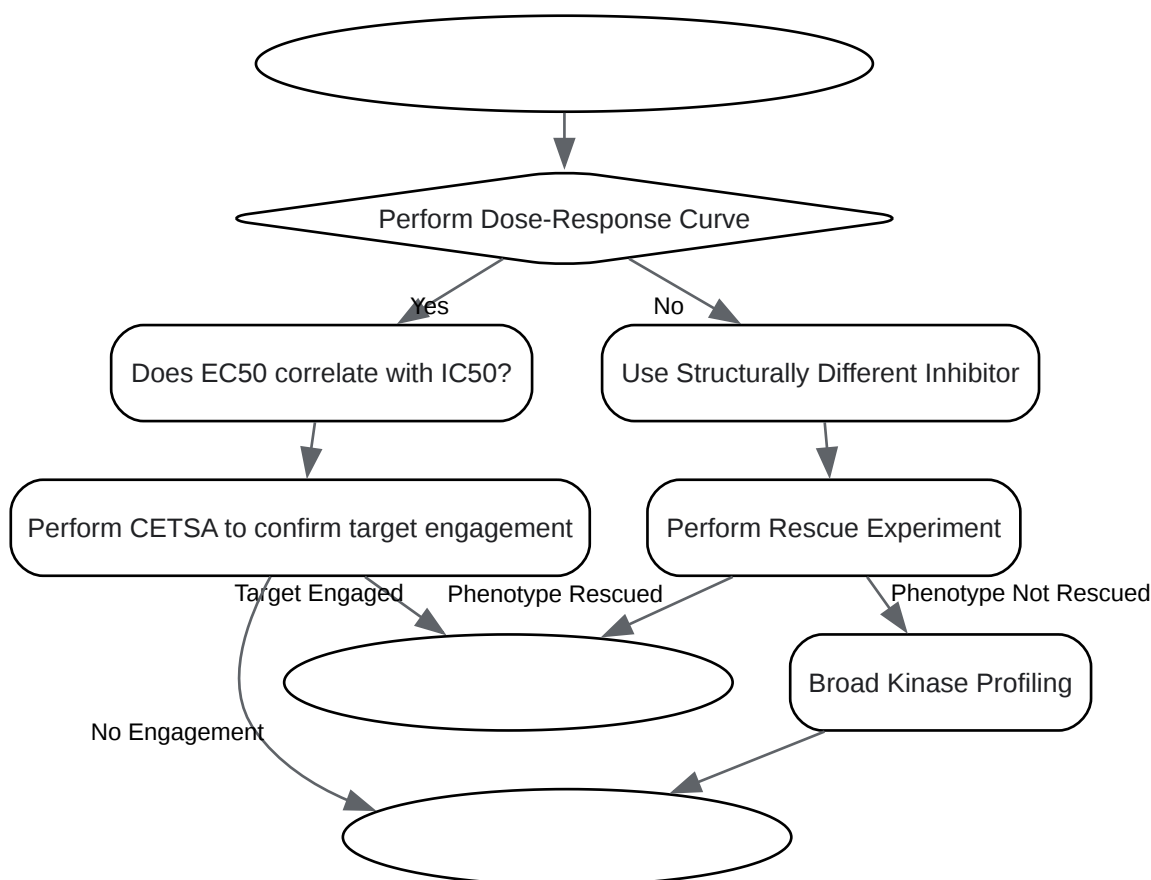 Perform Dose-Response Curve
Yes
No
Does EC50 correlate with IC50?
Use Structurally Different Inhibitor
Perform CETSA to confirm target engagement
Perform Rescue Experiment
Target Engaged
Phenotype Rescued
Phenotype Not Rescued
Broad Kinase Profiling
No Engagement